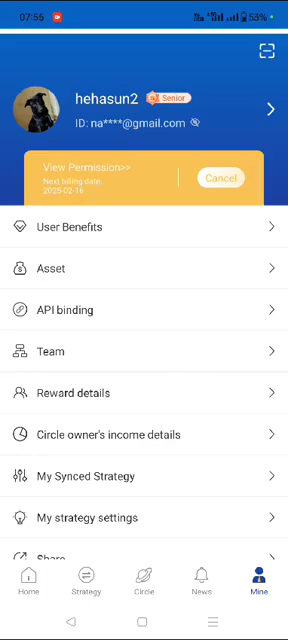 07:55
53%
hehasun2
Senior
ID: na****@gmail.com
View Permission>>
Next billing date:
2025-02-16
Cancel
User Benefits
Asset
API binding
Team
Reward details
Circle owner's income details
My Synced Strategy
My strategy settings
Share
Home
Strategy
Circle
News
Mine